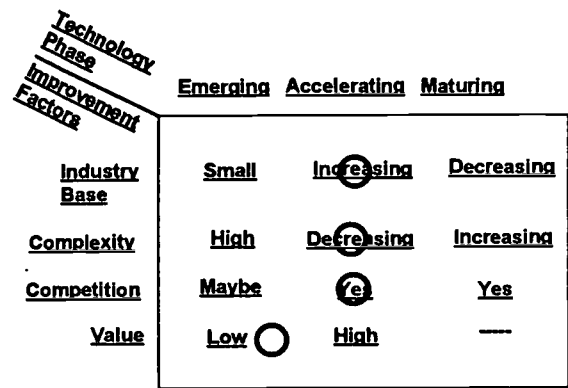 Technology
Phase
Improvement
Factors
Emerging Accelerating Maturing
Industry
Base
Small Increasing Decreasing
Complexity High Decreasing Increasing
Competition Maybe Yes Yes
Value Low High ----